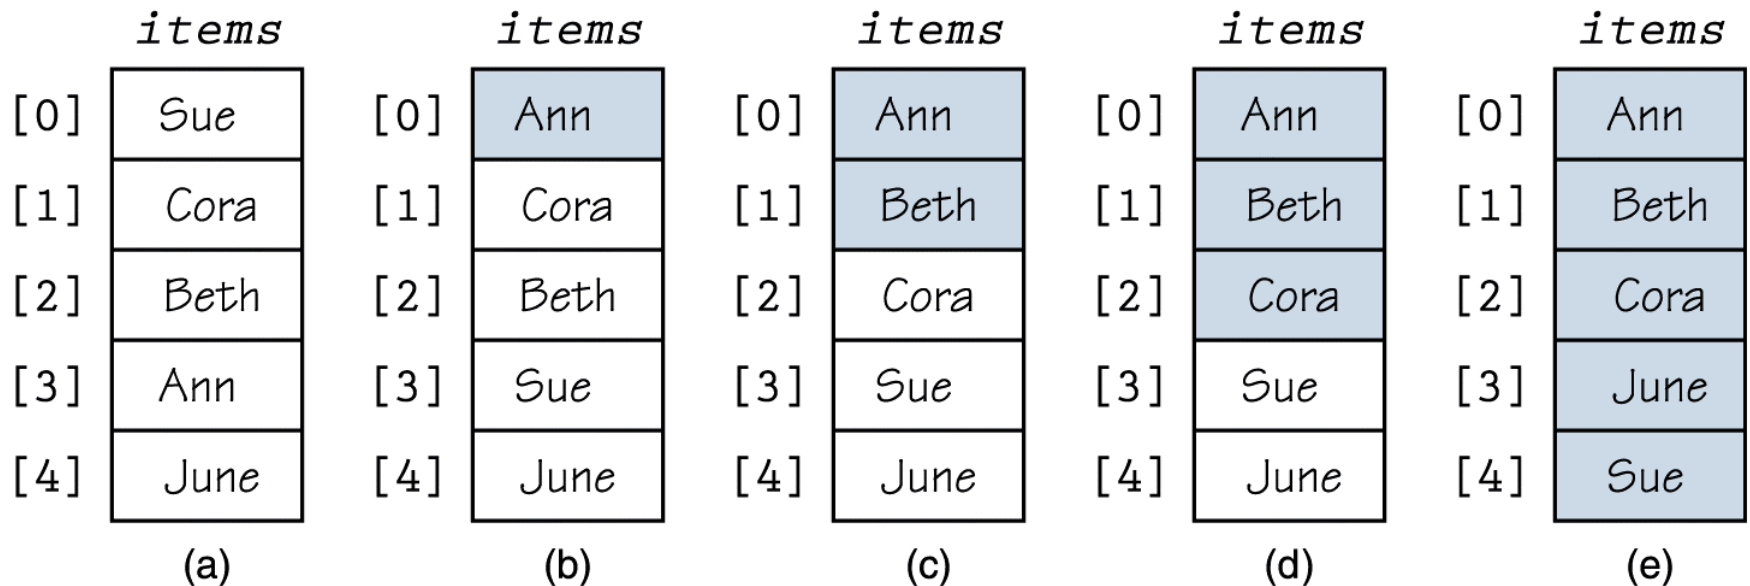 items items items items items
[0] Sue [0] Ann [0] Ann [0] Ann [0] Ann
[1] Cora [1] Cora [1] Beth [1] Beth [1] Beth
[2] Beth [2] Beth [2] Cora [2] Cora [2] Cora
[3] Ann [3] Sue [3] Sue [3] Sue [3] June
[4] June [4] June [4] June [4] June [4] Sue
(a) (b) (c) (d) (e)